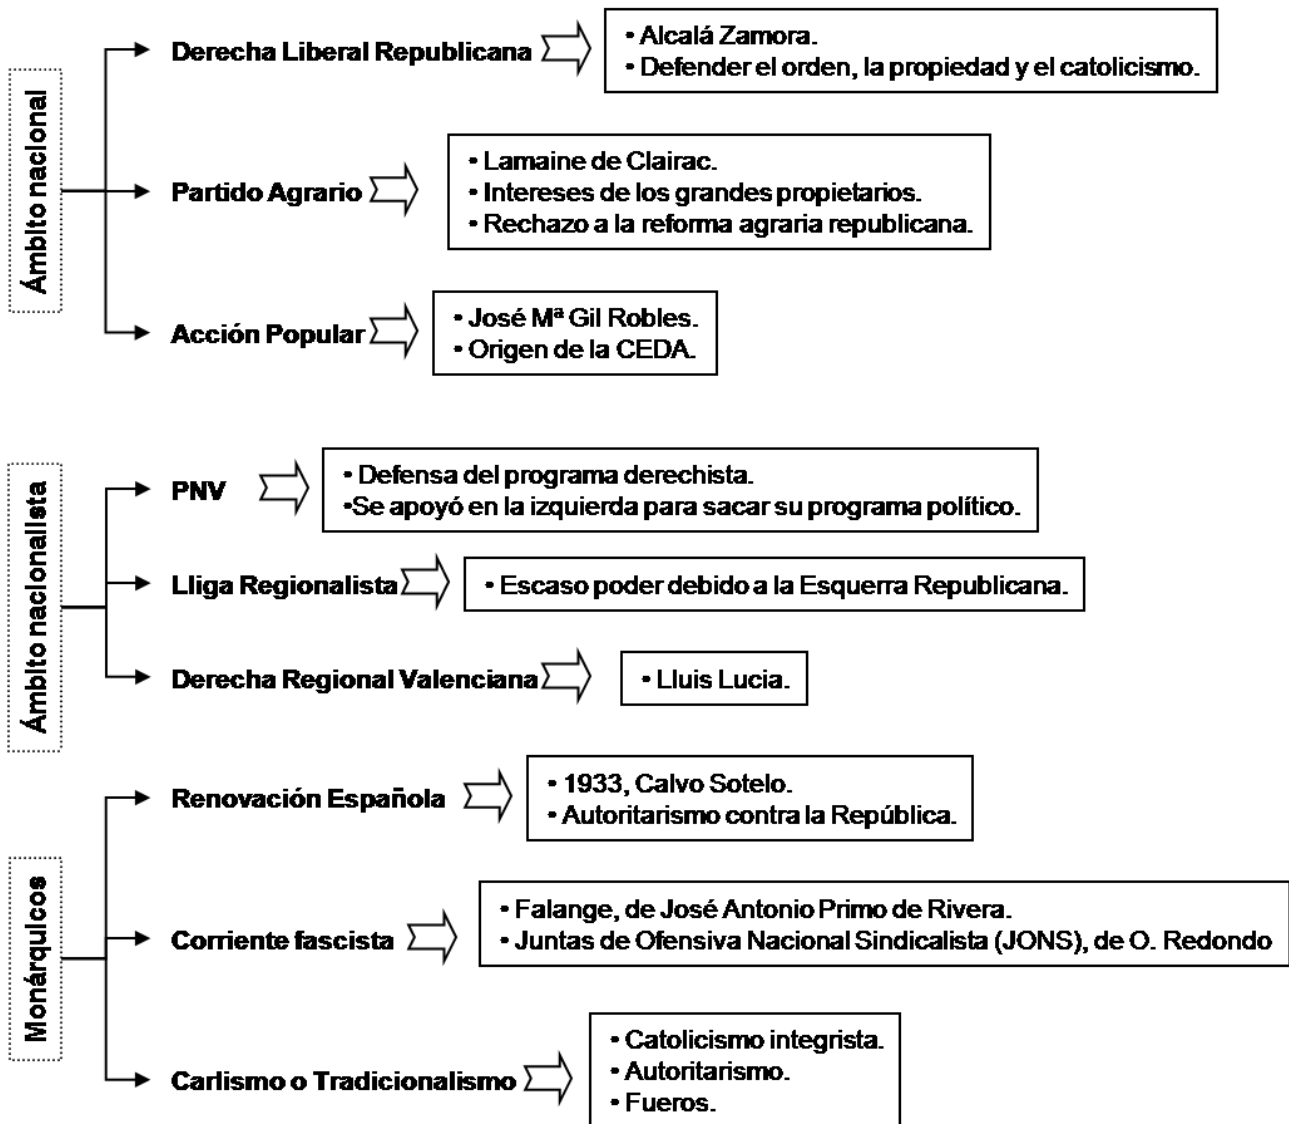 Ámbito nacional
Derecha Liberal Republicana
• Alcalá Zamora.
• Defender el orden, la propiedad y el catolicismo.
Partido Agrario
• Lamaine de Clairac.
• Intereses de los grandes propietarios.
• Rechazo a la reforma agraria republicana.
Acción Popular
• José Mª Gil Robles.
• Origen de la CEDA.
Ámbito nacionalista
PNV
• Defensa del programa derechista.
•Se apoyó en la izquierda para sacar su programa político.
Lliga Regionalista
• Escaso poder debido a la Esquerra Republicana.
Derecha Regional Valenciana
• Lluis Lucia.
Monárquicos
Renovación Española
• 1933, Calvo Sotelo.
• Autoritarismo contra la República.
Corriente fascista
• Falange, de José Antonio Primo de Rivera.
• Juntas de Ofensiva Nacional Sindicalista (JONS), de O. Redondo
Carlismo o Tradicionalismo
• Catolicismo integrista.
• Autoritarismo.
• Fueros.